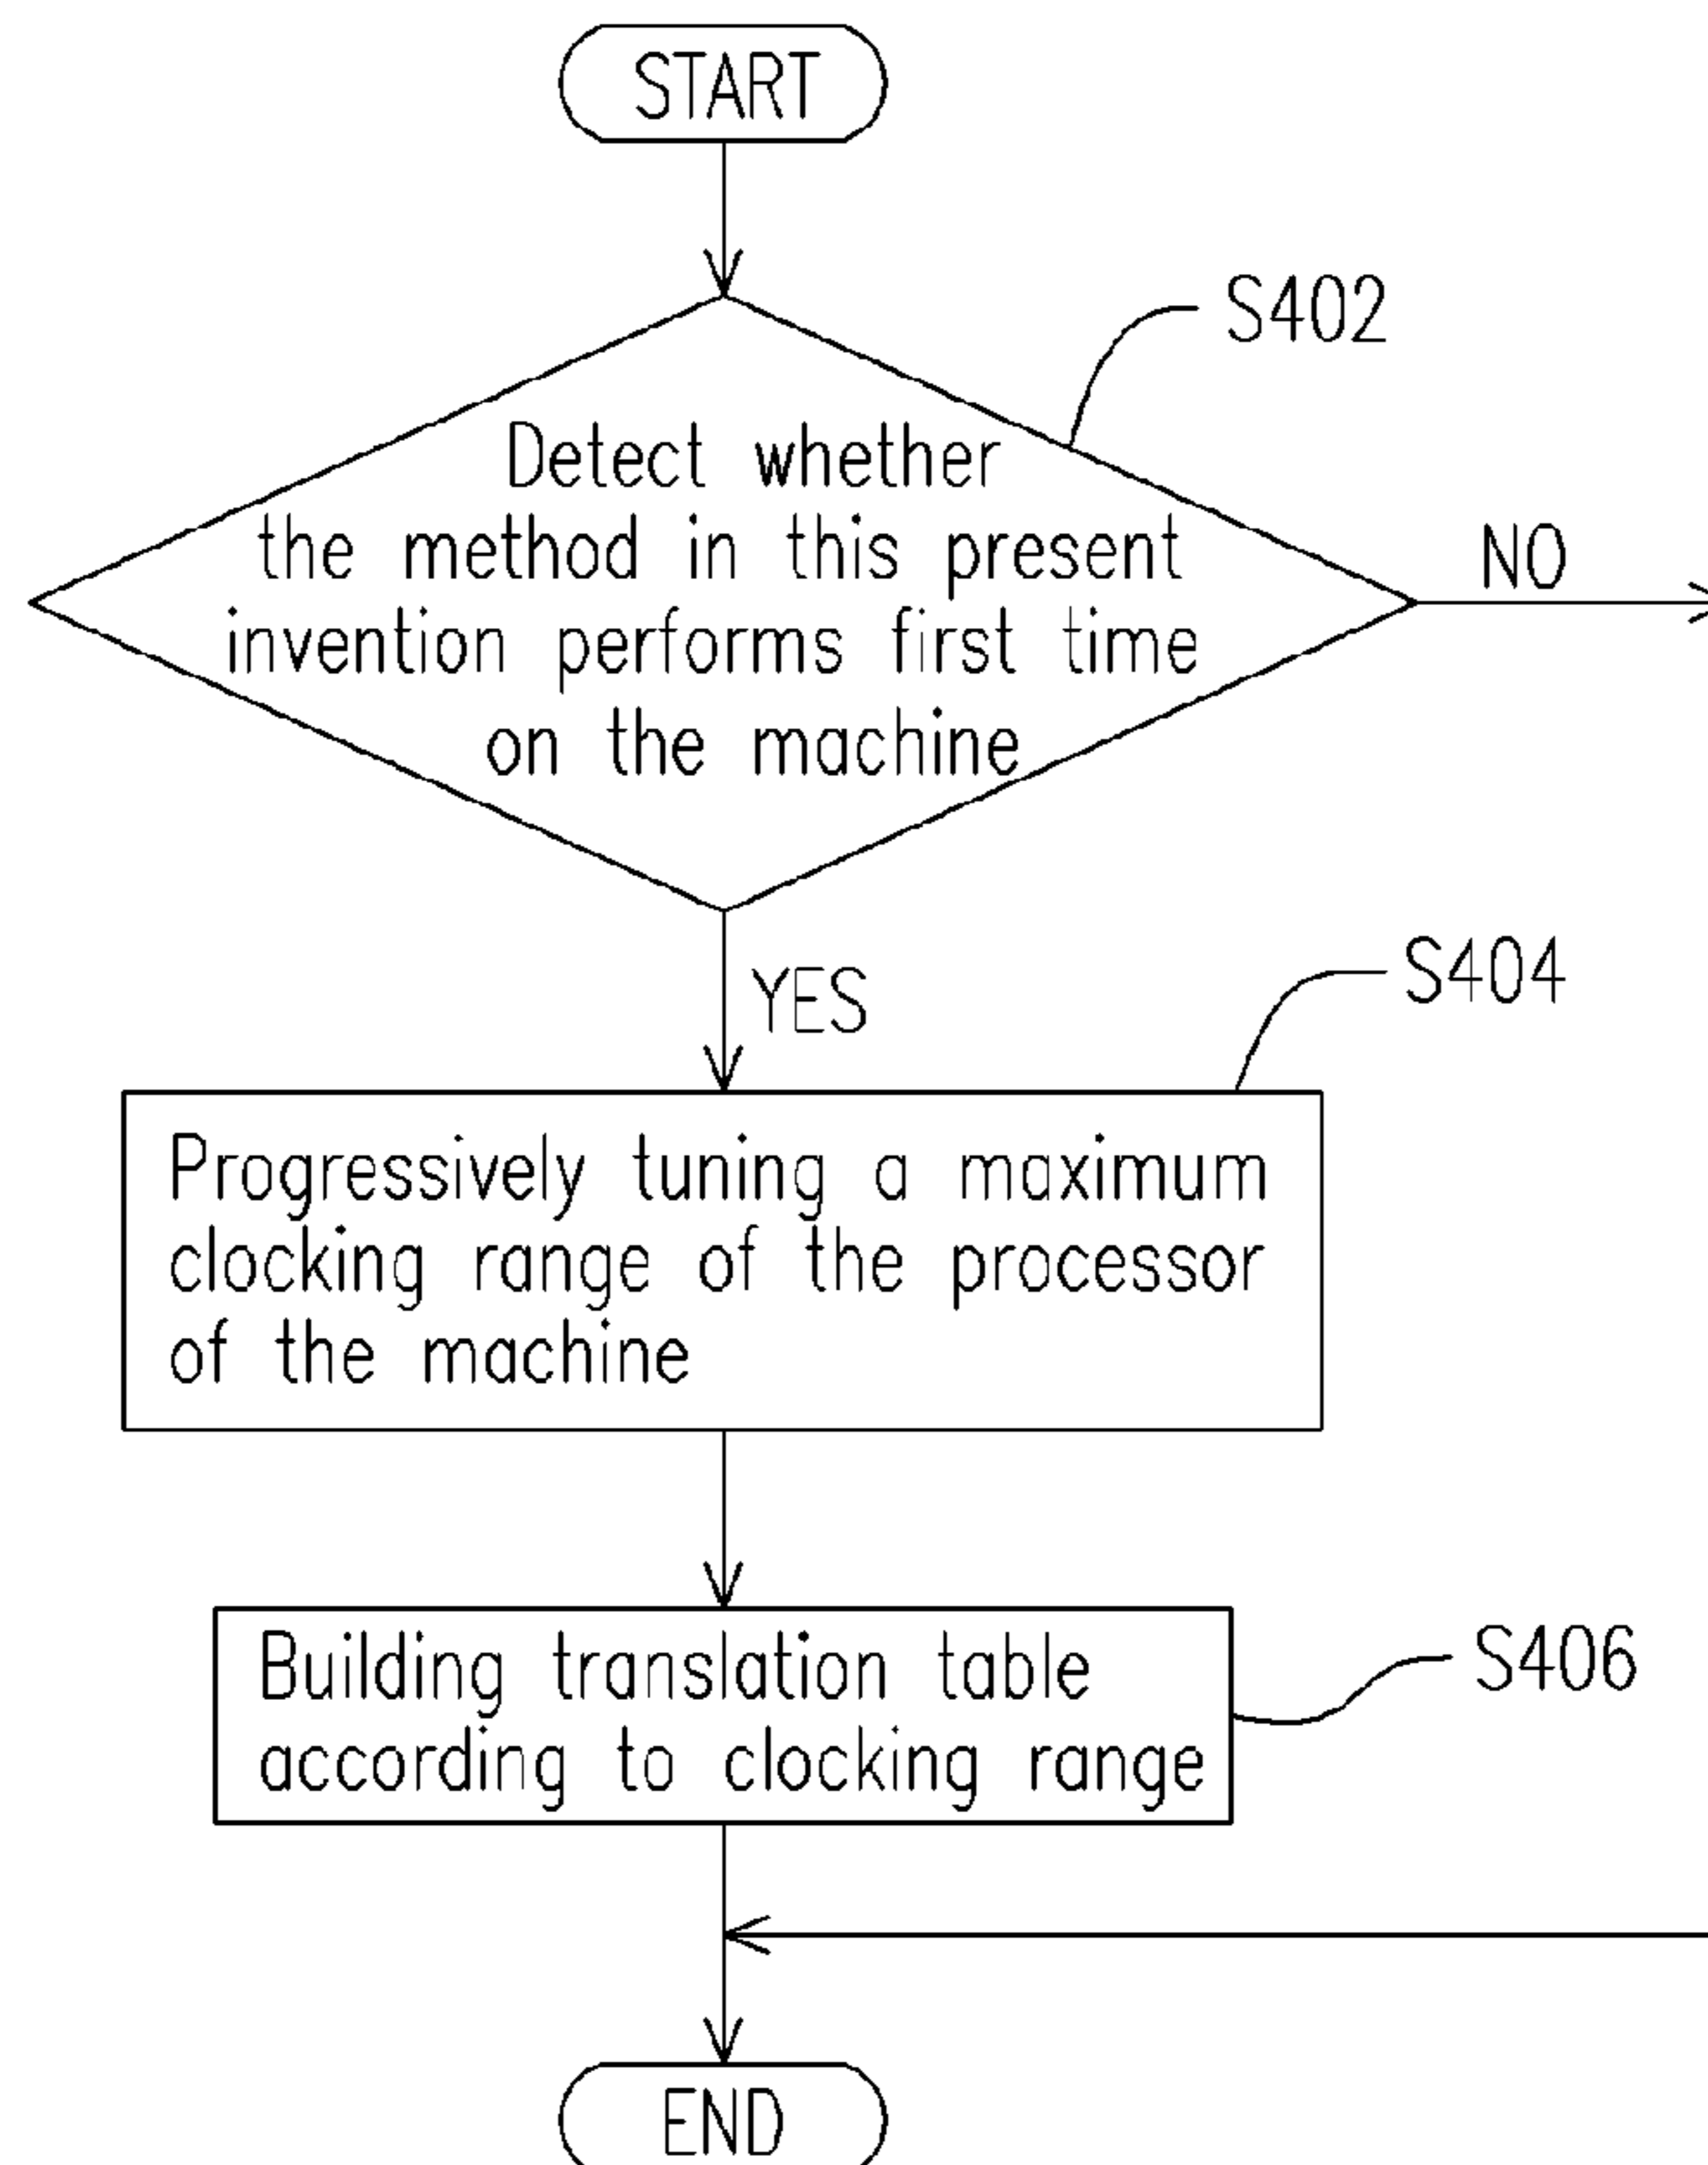 START
S402
Detect whether
the method in this present
invention performs first time
on the machine
NO
YES
S404
Progressively tuning a maximum
clocking range of the processor
of the machine
S406
Building translation table
according to clocking range
END